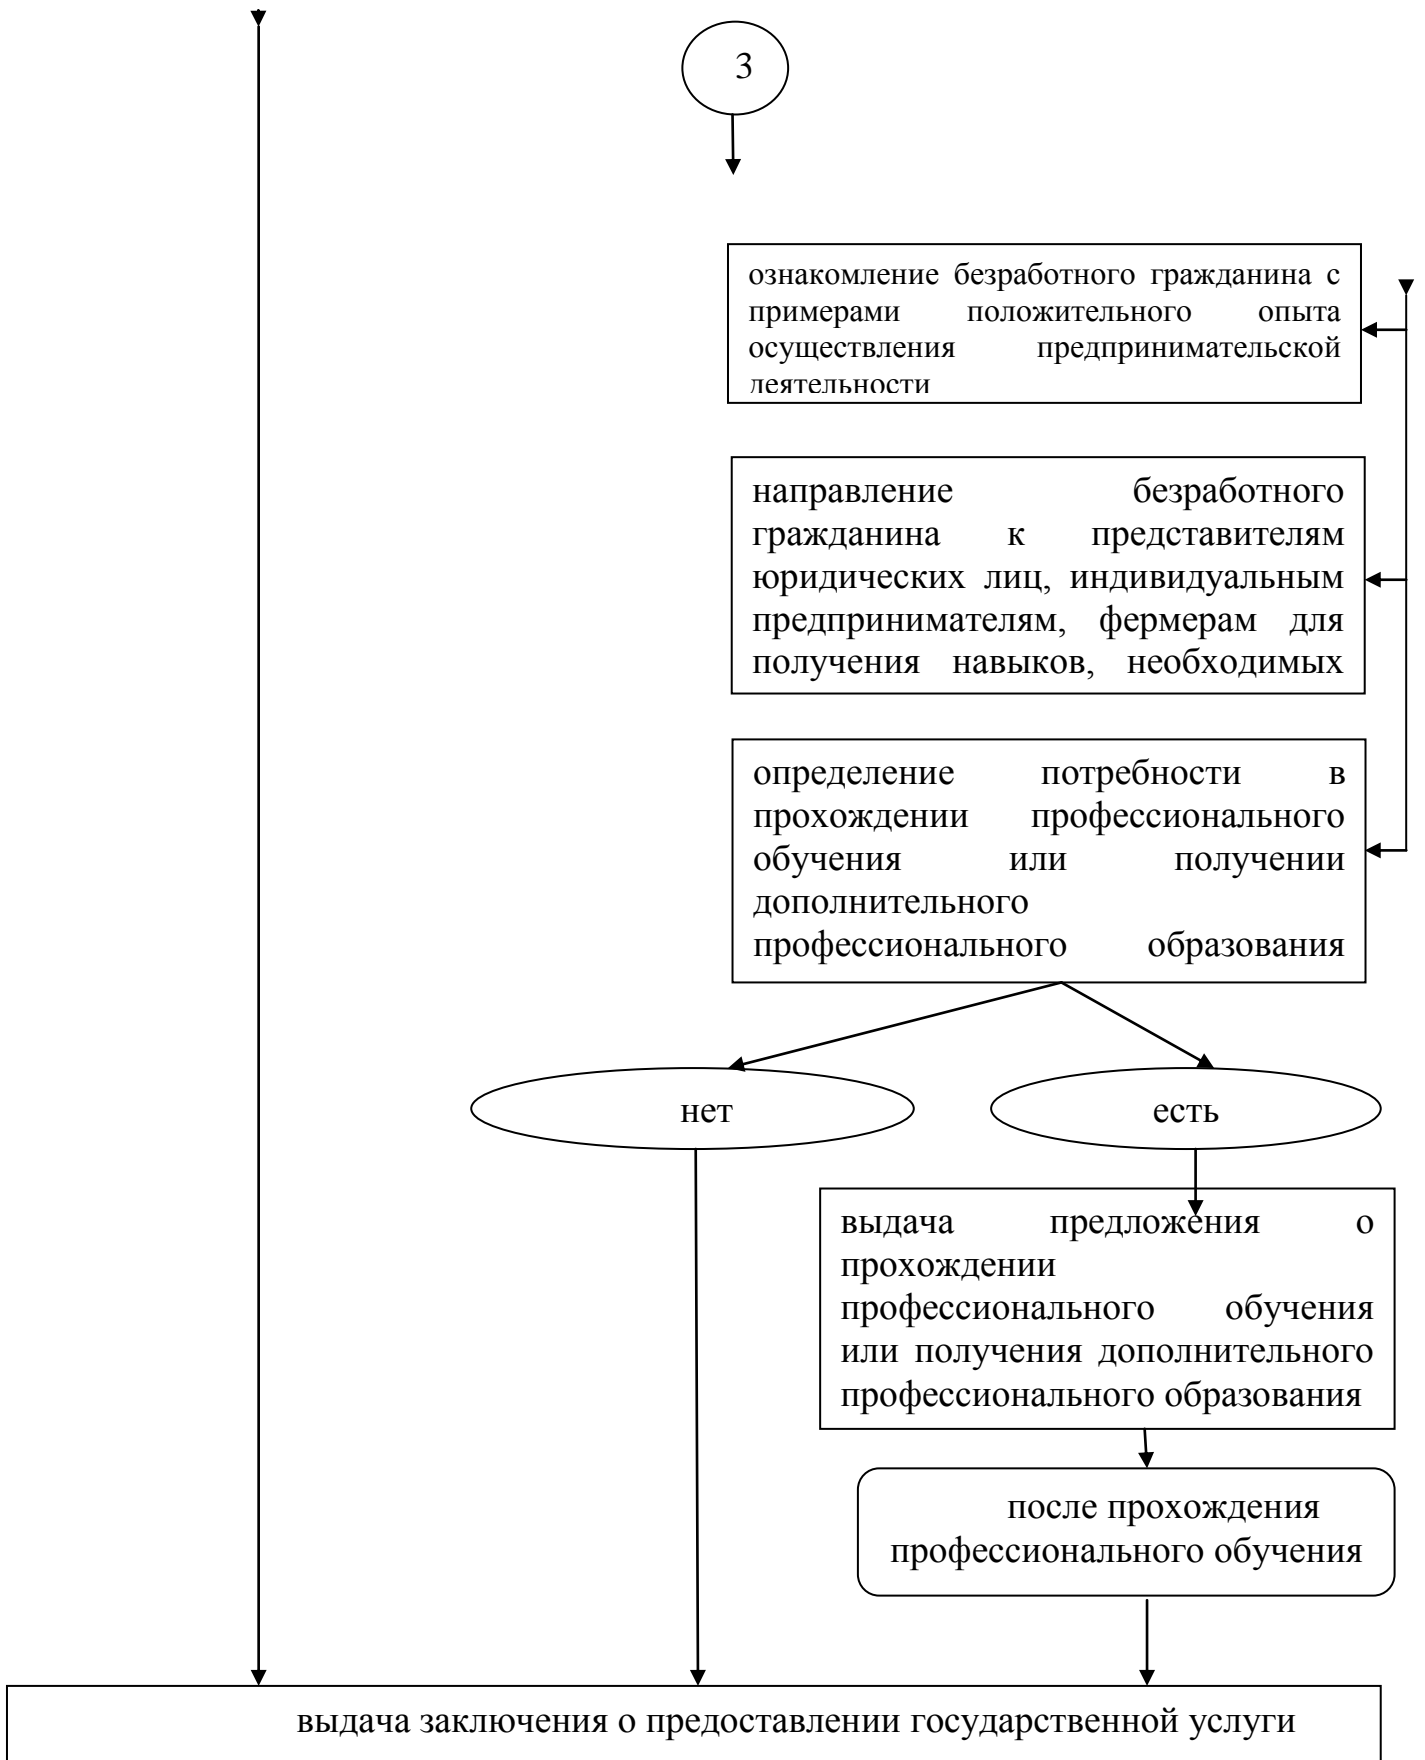 3
ознакомление безработного гражданина с
примерами положительного опыта
осуществления предпринимательской
деятельности
направление безработного
гражданина к представителям
юридических лиц, индивидуальным
предпринимателям, фермерам для
получения навыков, необходимых
определение потребности в
прохождении профессионального
обучения или получении
дополнительного
профессионального образования
нет
есть
выдача предложения о
прохождении
профессионального обучения
или получения дополнительного
профессионального образования
после прохождения
профессионального обучения
выдача заключения о предоставлении государственной услуги